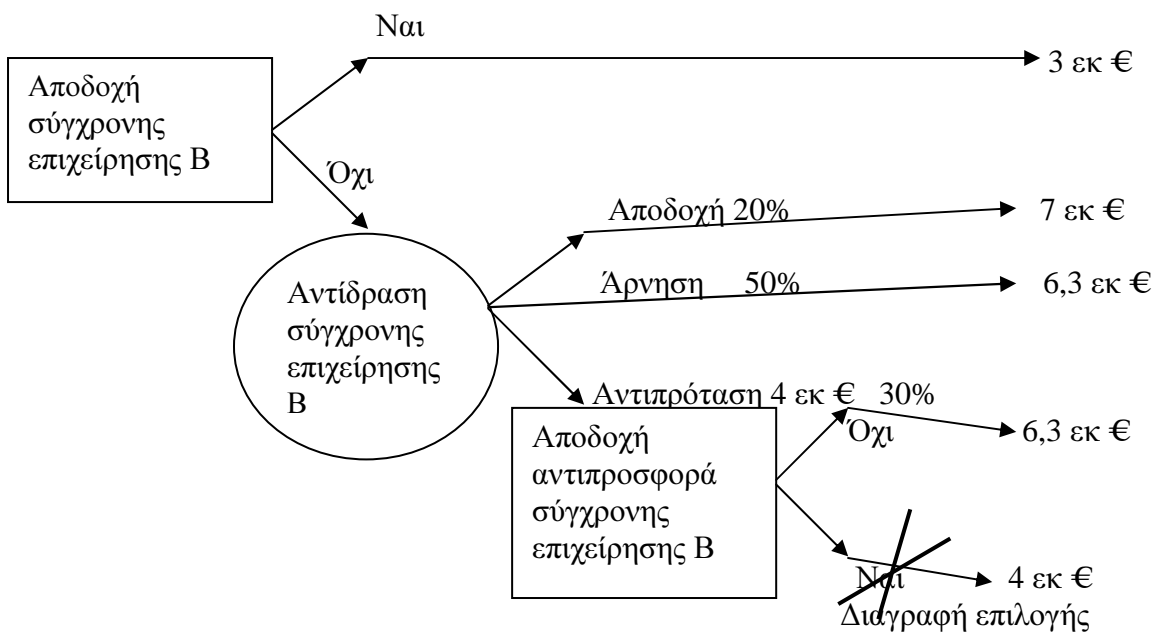 Ναι
3 εκ €
Αποδοχή
σύγχρονης
επιχείρησης Β
Όχι
Αποδοχή 20%
7 εκ €
Άρνηση 50%
6,3 εκ €
Αντίδραση
σύγχρονης
επιχείρησης
Β
Αντιπρόταση 4 εκ € 30%
Όχι
6,3 εκ €
Αποδοχή
αντιπροσφορά
σύγχρονης
επιχείρησης Β
Ναι
4 εκ €
Διαγραφή επιλογής